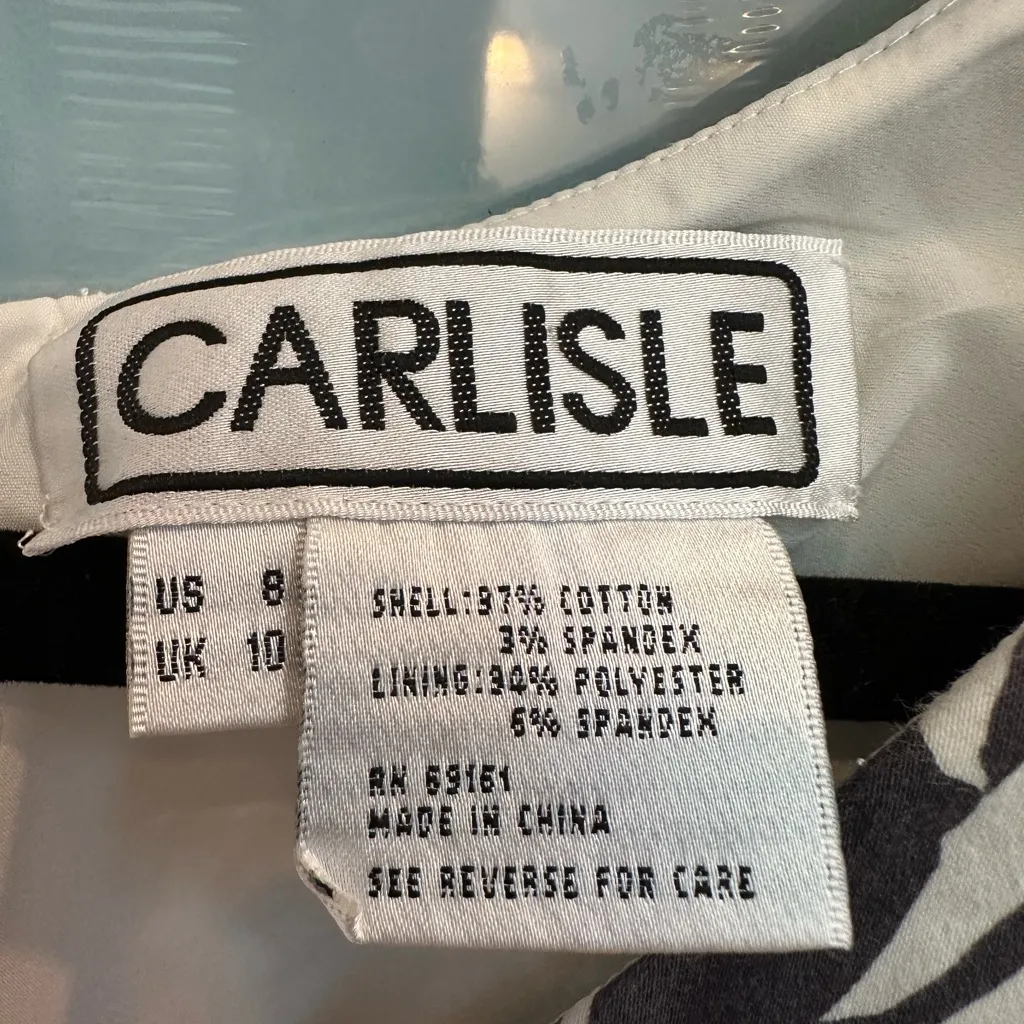 CARLISLE
US 8
UK 10
SHELL:97% COTTON
3% SPANDEX
LINING:94% POLYESTER
6% SPANDEX
RN 69161
MADE IN CHINA
SEE REVERSE FOR CARE